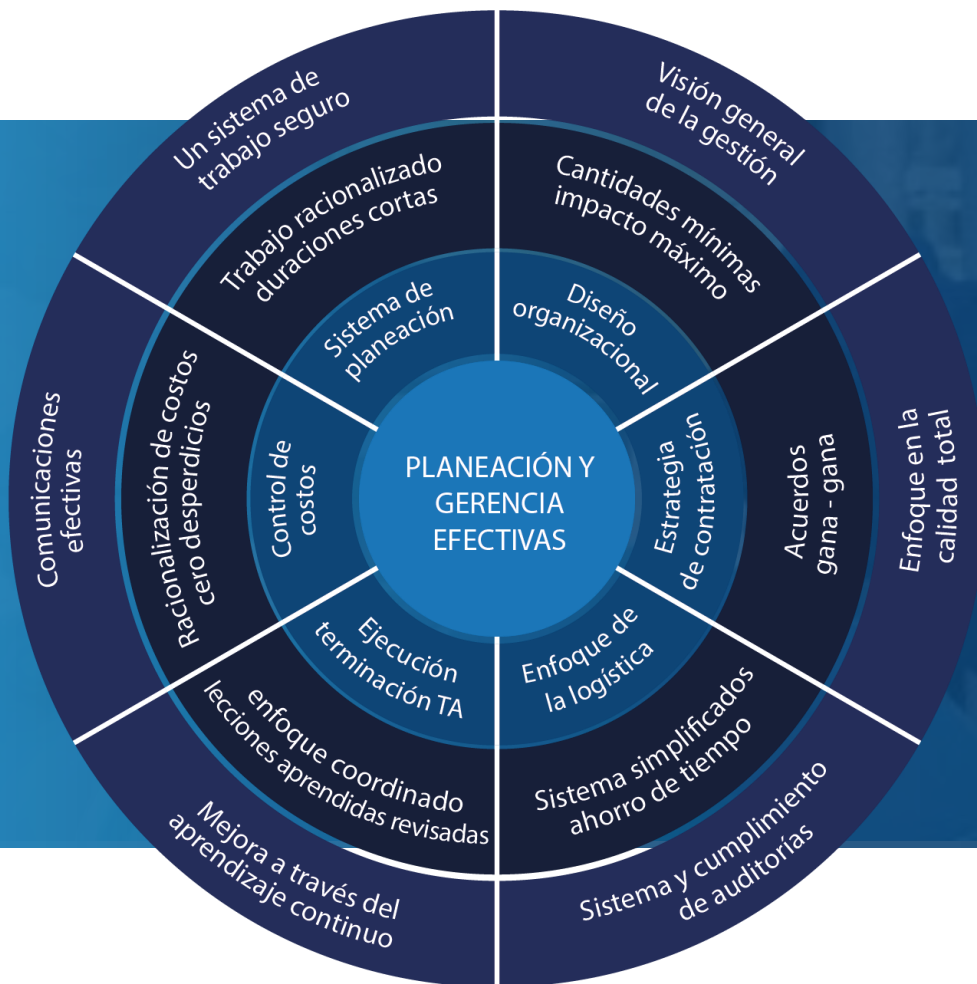 Un sistema de
trabajo seguro
Visión general
de la gestión
Trabajo racionalizado
duraciones cortas
Cantidades mínimas
impacto máximo
Sistema de
planeación
Diseño
organizacional
Comunicaciones
efectivas
Racionalización de costos
cero desperdicios
Control de
costos
PLANEACIÓN Y
GERENCIA
EFECTIVAS
Estrategia
de contratación
Acuerdos
gana - gana
Enfoque en la
calidad total
Ejecución
terminación TA
Enfoque de
la logística
enfoque coordinado
lecciones aprendidas revisadas
Sistema simplificados
ahorro de tiempo
Mejora a través del
aprendizaje continuo
Sistema y cumplimiento
de auditorías